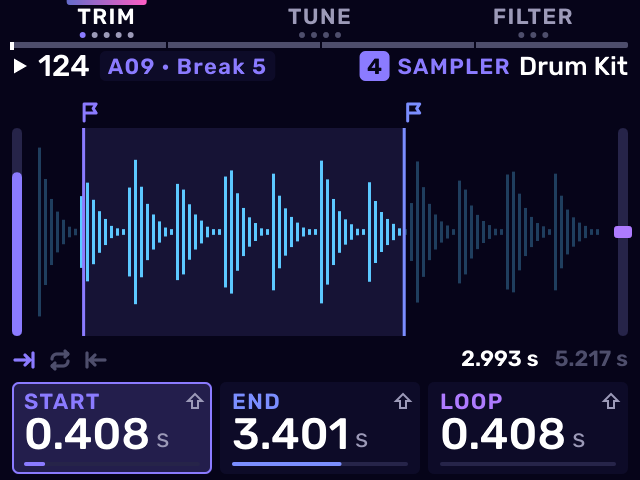 TRIM TUNE FILTER
124 A09 • Break 5 4 SAMPLER Drum Kit
2.993 s 5.217 s
START END LOOP
0.408 s 3.401 s 0.408 s